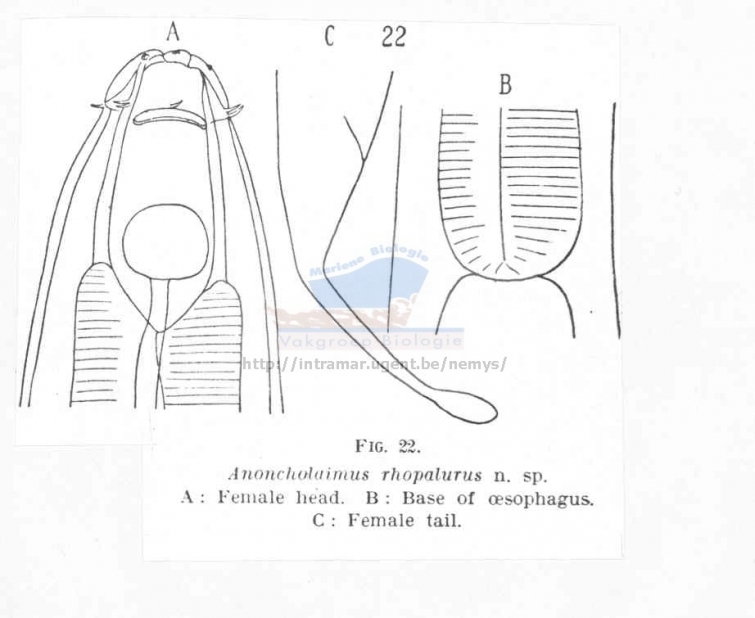 A
C 22
B
Marine Biologie
Vakgroep Biologie
http://intramar.ugent.be/nemys/
FIG. 22.
Anoncholaimus rhopalurus n. sp.
A : Female head. B : Base of œsophagus.
C : Female tail.